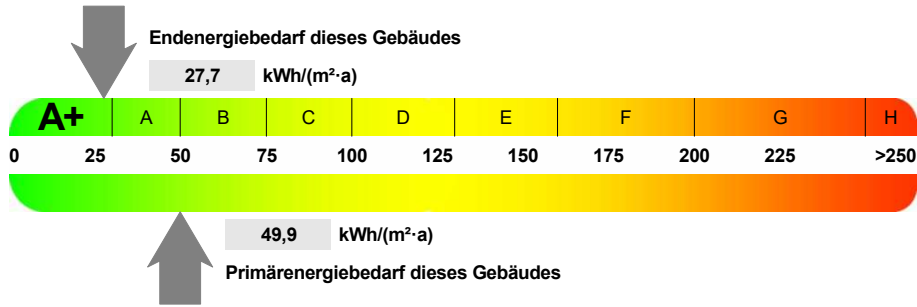 Endenergiebedarf dieses Gebäudes
27,7 kWh/(m²·a)
A+ A B C D E F G H
0 25 50 75 100 125 150 175 200 225 >250
49,9 kWh/(m²·a)
Primärenergiebedarf dieses Gebäudes